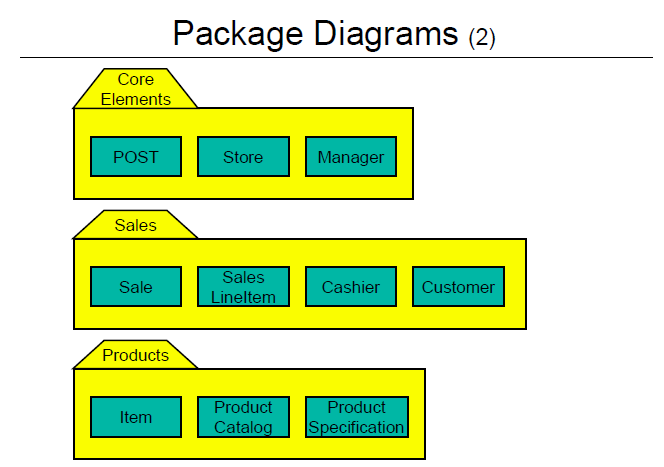 Package Diagrams (2)
Core
Elements
POST
Store
Manager
Sales
Sale
Sales
LineItem
Cashier
Customer
Products
Item
Product
Catalog
Product
Specification